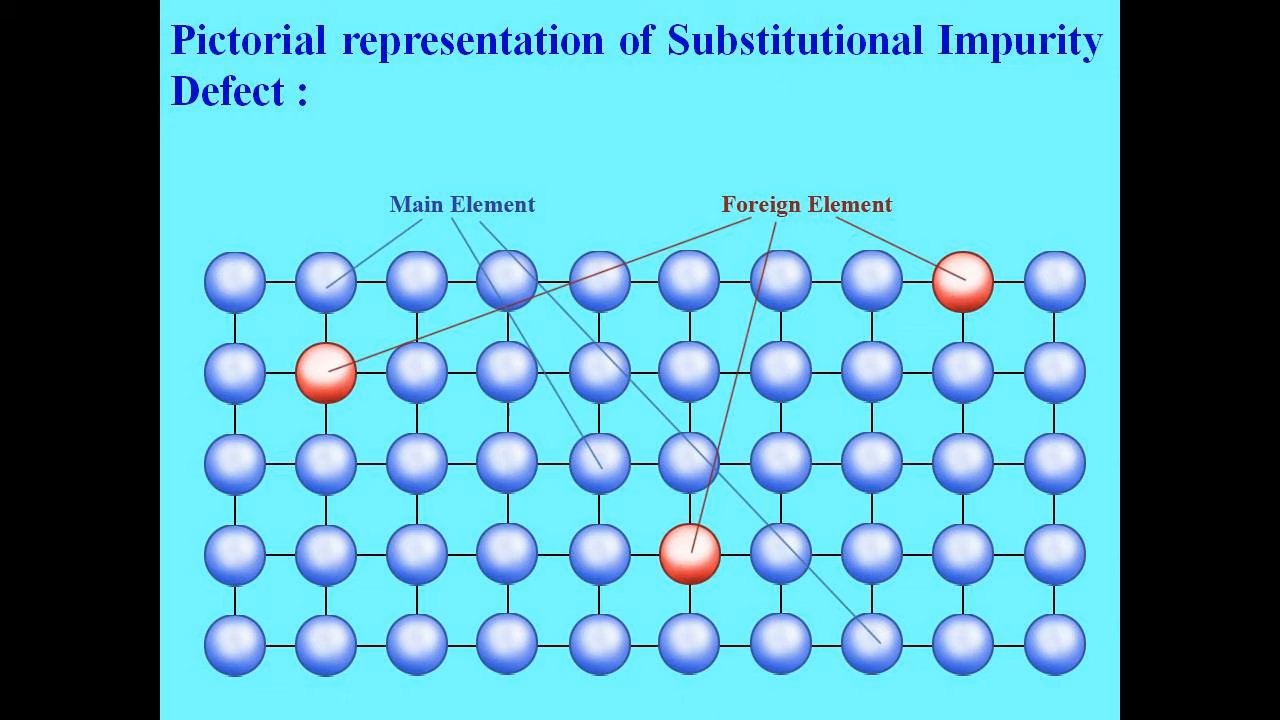 Pictorial representation of Substitutional Impurity
Defect :
Main Element
Foreign Element